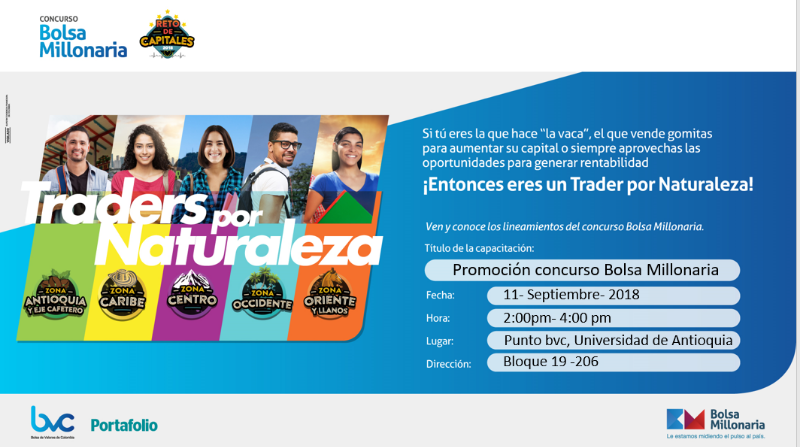 CONCURSO
Bolsa
Millonaria
RETO
DE
CAPITALES
2018
Si tú eres la que hace “la vaca”, el que vende gomitas
para aumentar su capital o siempre aprovechas las
oportunidades para generar rentabilidad
¡Entonces eres un Trader por Naturaleza!
Traders por
Naturaleza
ZONA
ANTIOQUIA
Y EJE CAFETERO
ZONA
CARIBE
ZONA
CENTRO
ZONA
OCCIDENTE
ZONA
ORIENTE
Y LLANOS
Ven y conoce los lineamientos del concurso Bolsa Millonaria.
Título de la capacitación:
Promoción concurso Bolsa Millonaria
Fecha: 11- Septiembre- 2018
Hora: 2:00pm- 4:00 pm
Lugar: Punto bvc, Universidad de Antioquia
Dirección: Bloque 19 -206
bvc
Bolsa de Valores de Colombia
Portafolio
Bolsa
Millonaria
Le estamos midiendo el pulso al país.